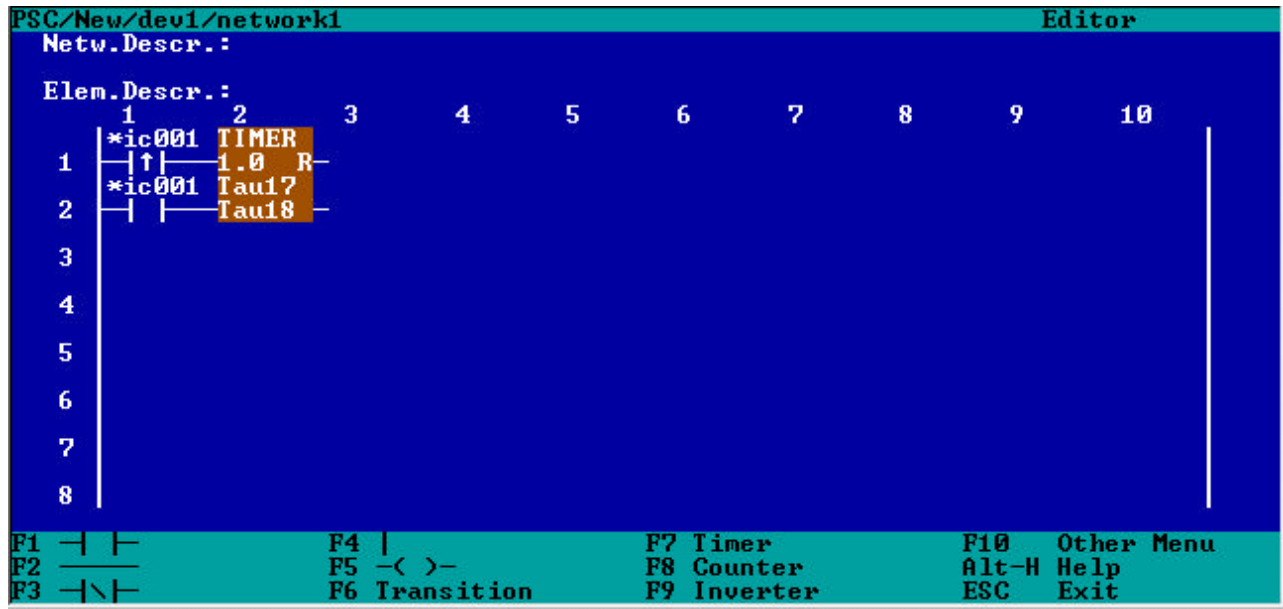 PSC/New/dev1/network1 Editor
Netw.Descr.:
Elem.Descr.:
1 2 3 4 5 6 7 8 9 10
*ic001 TIMER
1 1.0 R
*ic001 Tau17
2 Tau18
3
4
5
6
7
8
F1 F4 F7 Timer F10 Other Menu
F2 F5 -( )- F8 Counter Alt-H Help
F3 F6 Transition F9 Inverter ESC Exit